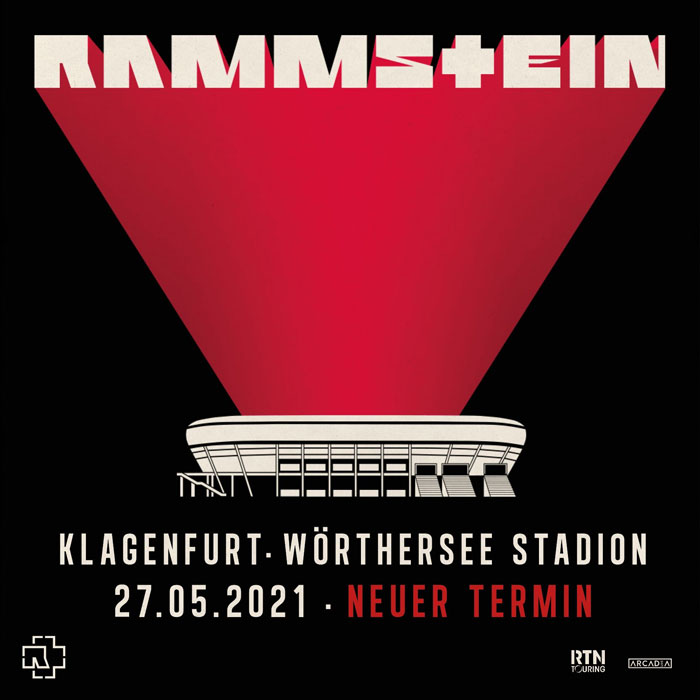 RAMMSTEIN
KLAGENFURT · WÖRTHERSEE STADION
27.05.2021 · NEUER TERMIN
RTN
TOURING
ARCADIA